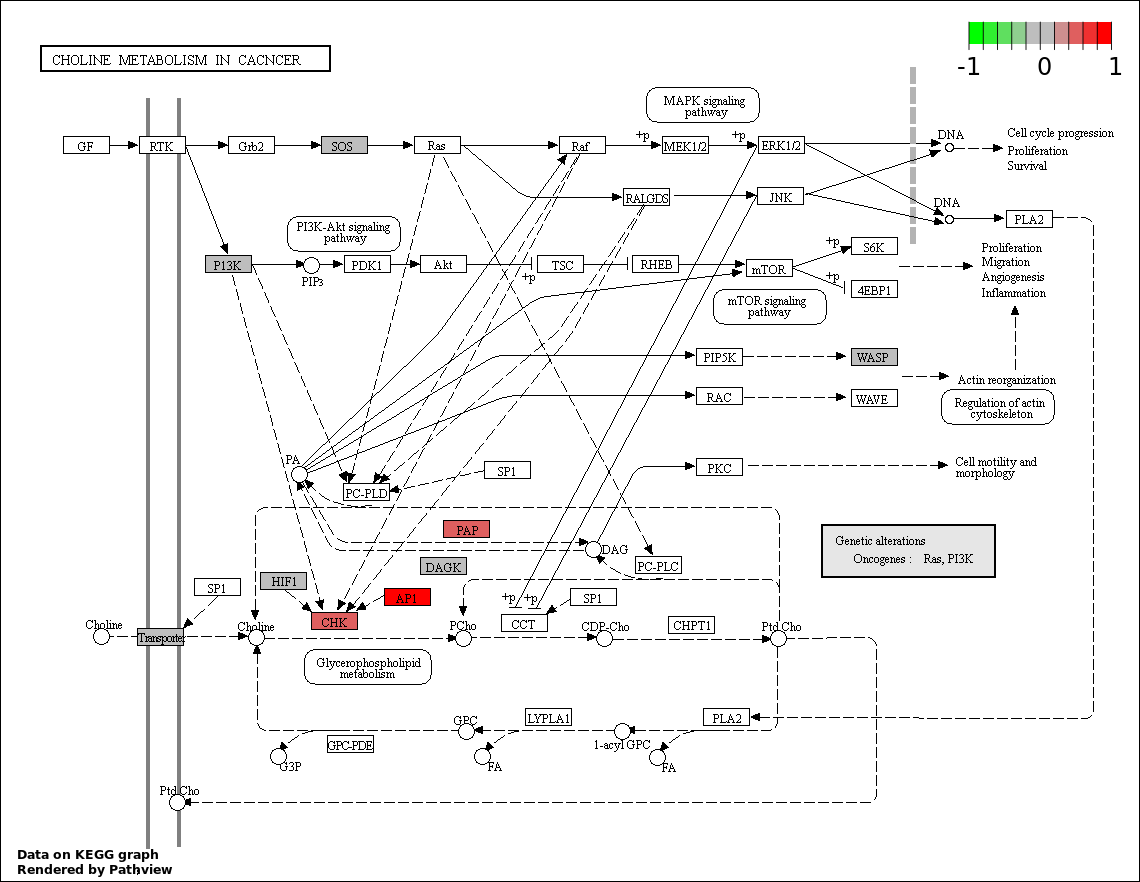 CHOLINE METABOLISM IN CACNCER
-1 0 1
MAPK signaling
pathway
GF
RTK
Grb2
SOS
Ras
Raf
+p
MEK1/2
+p
ERK1/2
DNA
Cell cycle progression
Proliferation
Survival
RALGDS
JNK
DNA
PLA2
PI3K-Akt signaling
pathway
P13K
PIP3
PDK1
Akt
+p
TSC
RHEB
mTOR
+p
S6K
+p
4EBP1
Proliferation
Migration
Angiogenesis
Inflammation
mTOR signaling
pathway
PIP5K
WASP
Actin reorganization
RAC
WAVE
Regulation of actin
cytoskeleton
PA
PC-PLD
SP1
PKC
Cell motility and
morphology
PAP
DAG
DAGK
PC-PLC
Genetic alterations
Oncogenes : Ras, PI3K
SP1
HIF1
AP1
CHK
+p
+p
SP1
CCT
Choline
Transporter
Choline
PCho
CDP-Cho
CHPT1
Ptd Cho
Glycerophospholipid
metabolism
GPC
LYPLA1
PLA2
GPC-PDE
1-acyl GPC
G3P
FA
FA
Ptd Cho
Data on KEGG graph
Rendered by Pathview